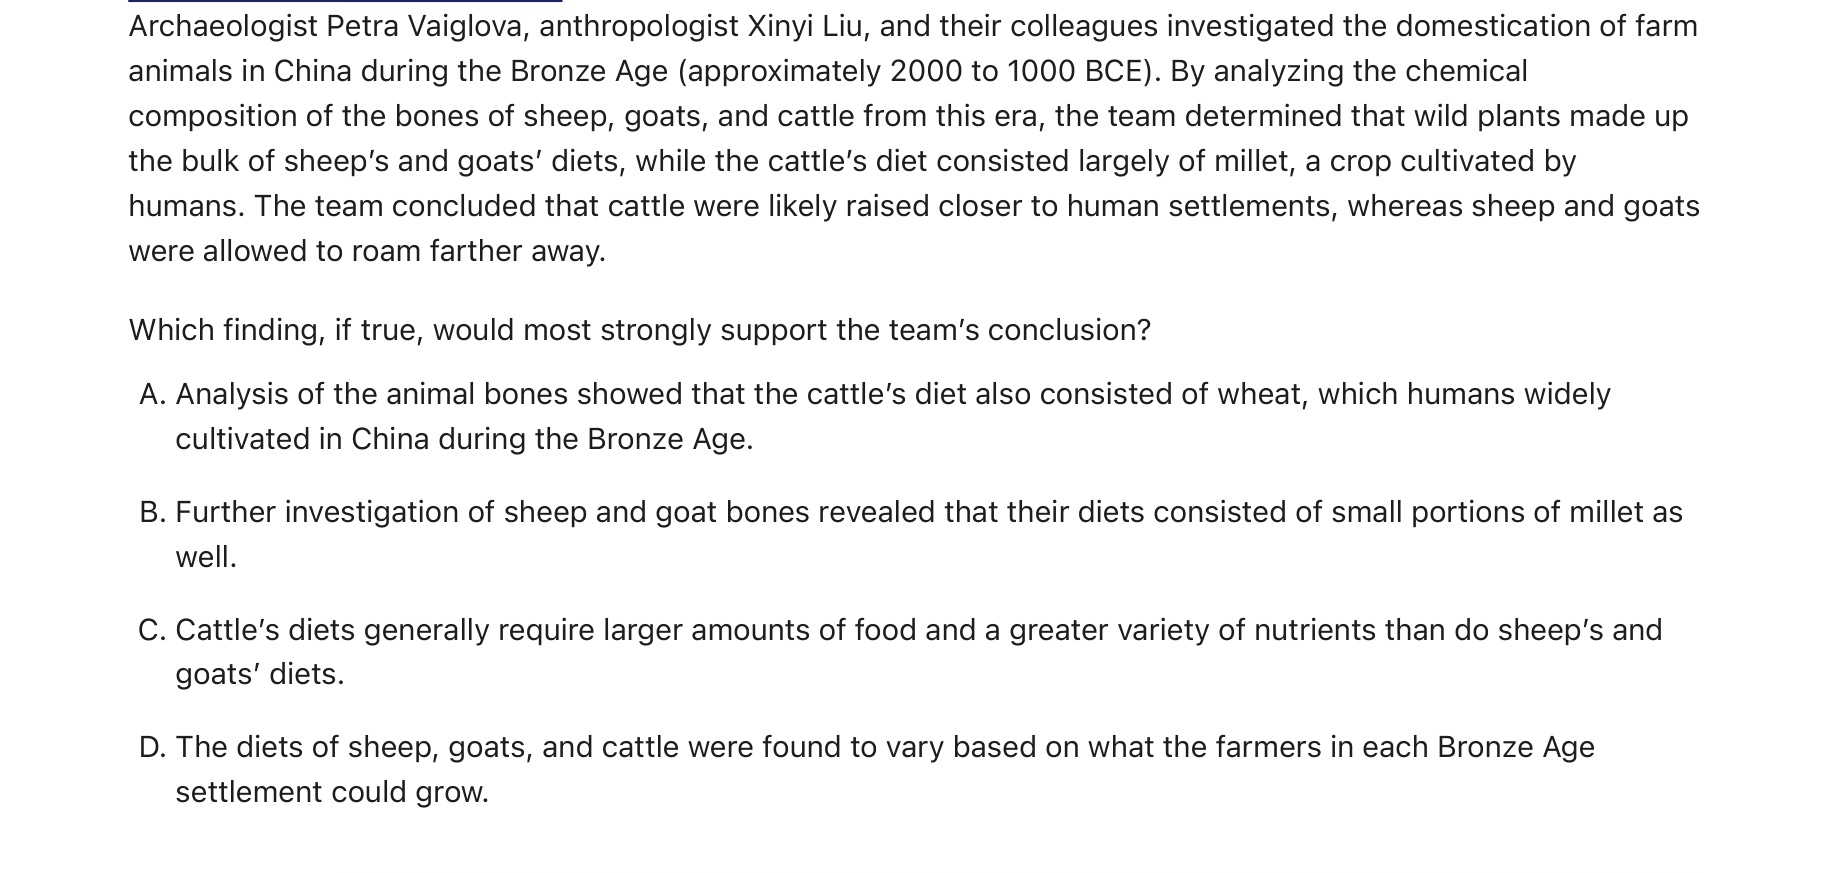 Archaeologist Petra Vaiglova, anthropologist Xinyi Liu, and their colleagues investigated the domestication of farm
animals in China during the Bronze Age (approximately 2000 to 1000 BCE). By analyzing the chemical
composition of the bones of sheep, goats, and cattle from this era, the team determined that wild plants made up
the bulk of sheep’s and goats’ diets, while the cattle’s diet consisted largely of millet, a crop cultivated by
humans. The team concluded that cattle were likely raised closer to human settlements, whereas sheep and goats
were allowed to roam farther away.
Which finding, if true, would most strongly support the team’s conclusion?
A. Analysis of the animal bones showed that the cattle’s diet also consisted of wheat, which humans widely
cultivated in China during the Bronze Age.
B. Further investigation of sheep and goat bones revealed that their diets consisted of small portions of millet as
well.
C. Cattle’s diets generally require larger amounts of food and a greater variety of nutrients than do sheep’s and
goats’ diets.
D. The diets of sheep, goats, and cattle were found to vary based on what the farmers in each Bronze Age
settlement could grow.